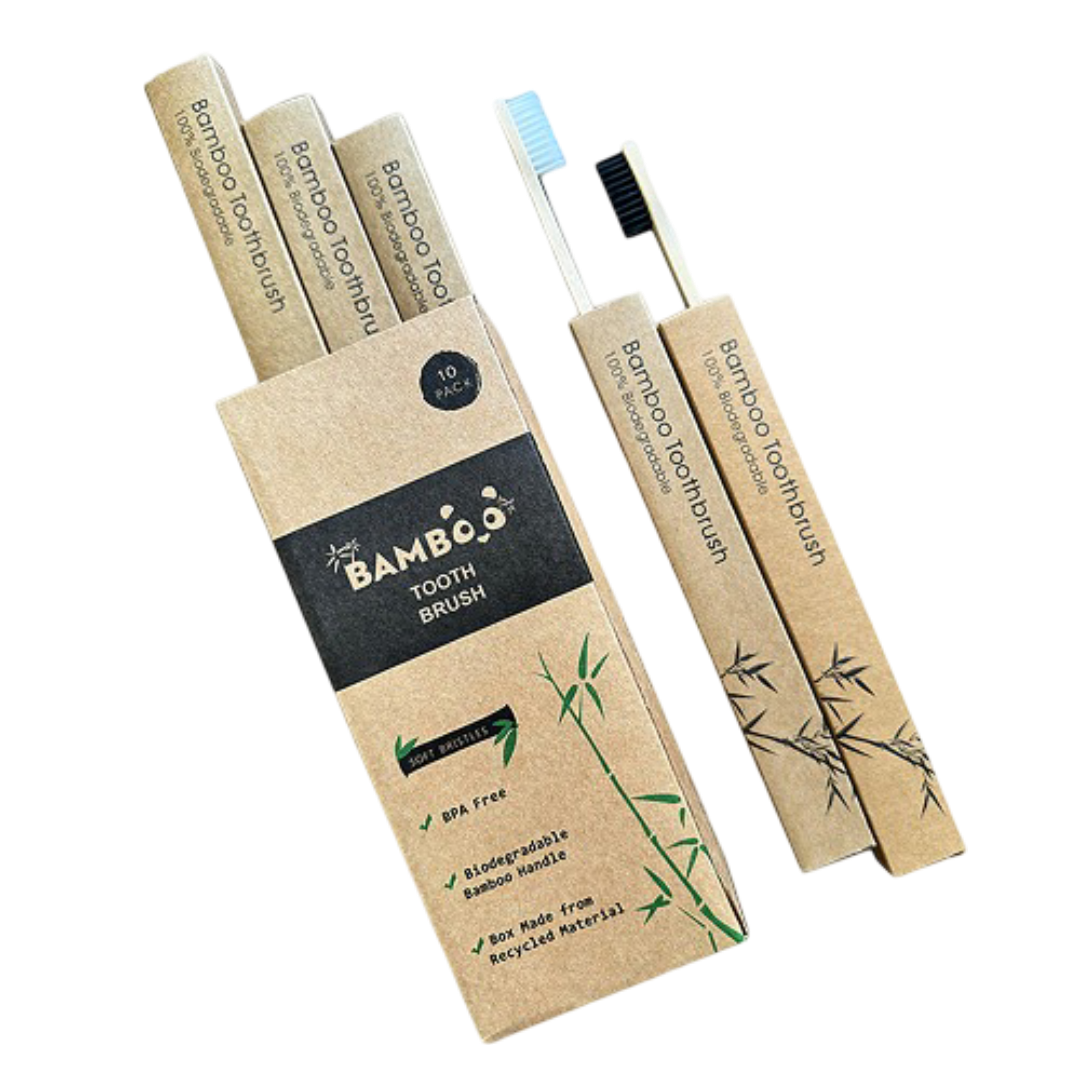 Bamboo Toothbrush
100% Biodegradable
Bamboo Toothbru
100% Biodegradable
Bamboo Toot
100% Biodegradable
10
PACK
BAMBOO
TOOTH
BRUSH
SOFT BRISTLES
BPA Free
Biodegradable
Bamboo Handle
Box Made from
Recycled Material
Bamboo Toothbrush
100% Biodegradable
Bamboo Toothbrush
100% Biodegradable